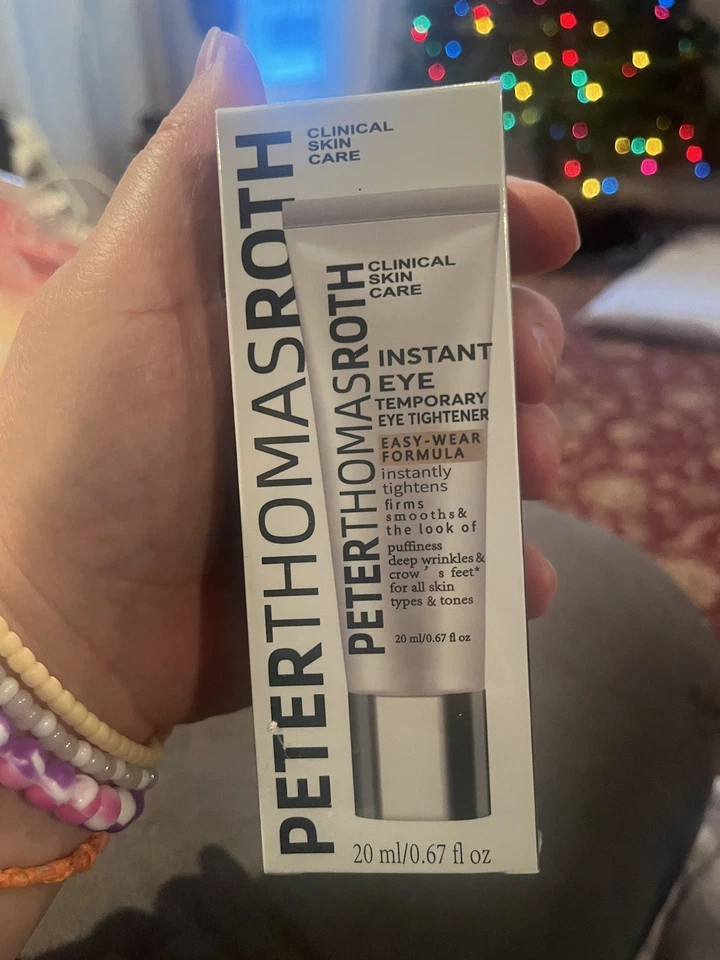 PETERTHOMASROTH
CLINICAL
SKIN
CARE
PETERTHOMASROTH
CLINICAL
SKIN
CARE
INSTANT
EYE
TEMPORARY
EYE TIGHTENER
EASY-WEAR
FORMULA
instantly
tightens
firms
smooths&
the look of
puffiness
deep wrinkles&
crow's feet*
for all skin
types & tones
20 ml/0.67 fl oz
20 ml/0.67 fl oz